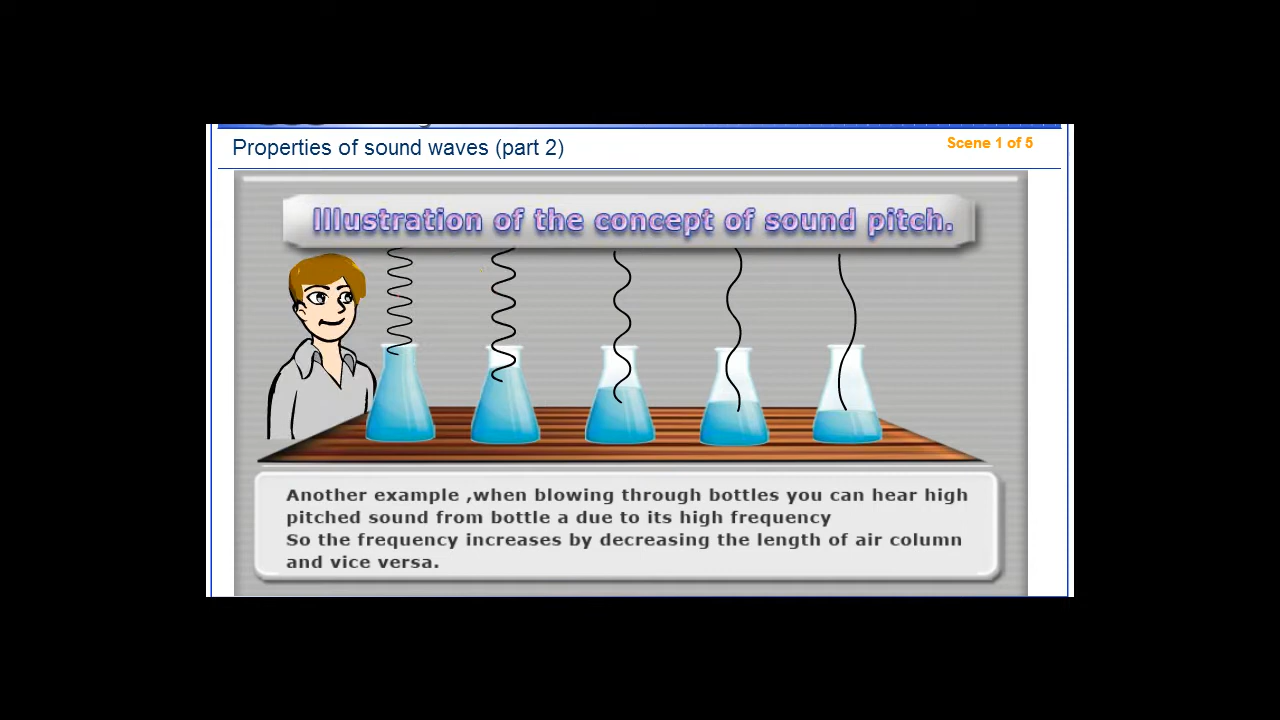 Properties of sound waves (part 2)
Scene 1 of 5
Illustration of the concept of sound pitch.
Another example ,when blowing through bottles you can hear high
pitched sound from bottle a due to its high frequency
So the frequency increases by decreasing the length of air column
and vice versa.